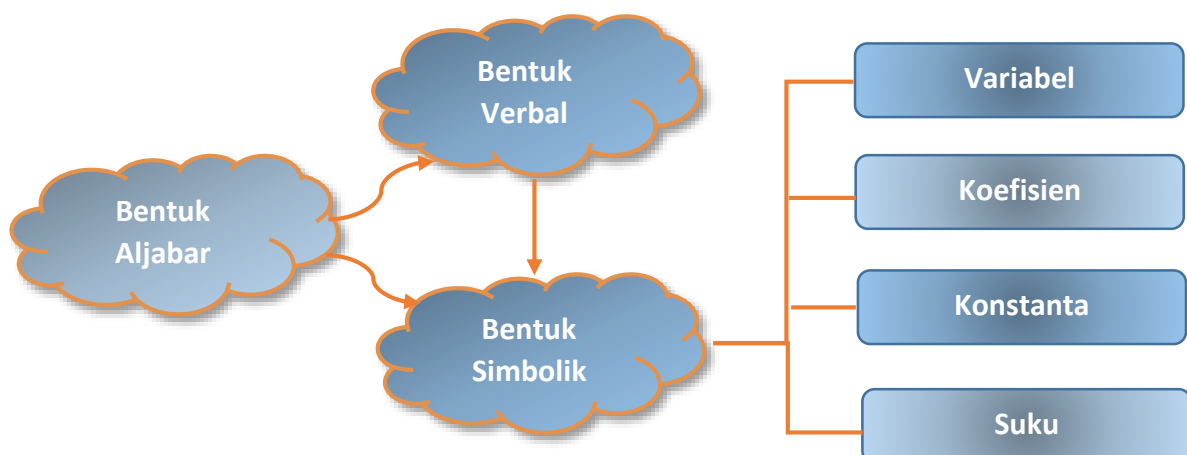 Bentuk
Aljabar
Bentuk
Verbal
Bentuk
Simbolik
Variabel
Koefisien
Konstanta
Suku